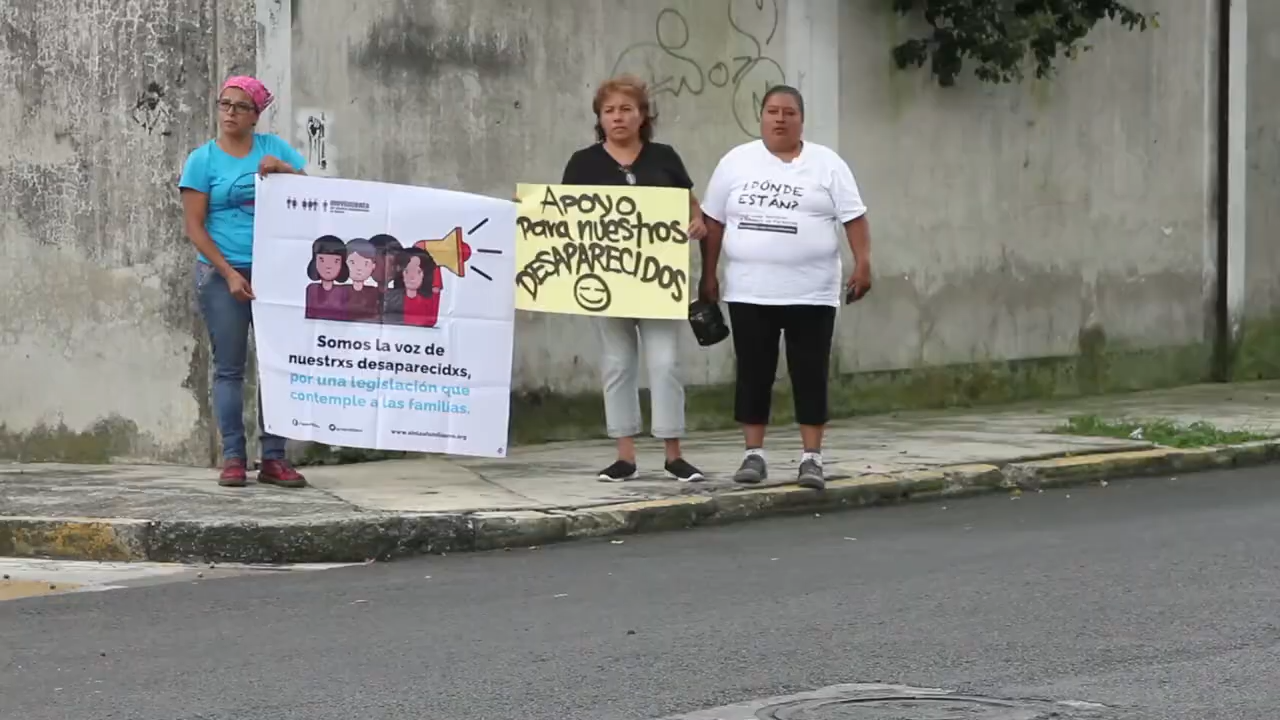 movimiento
Somos la voz de
nuestrxs desaparecidxs,
por una legislación que
contemple a las familias.
APOYO
Para nuestros
DESAPARECIDOS
¿DÓNDE
ESTÁN?